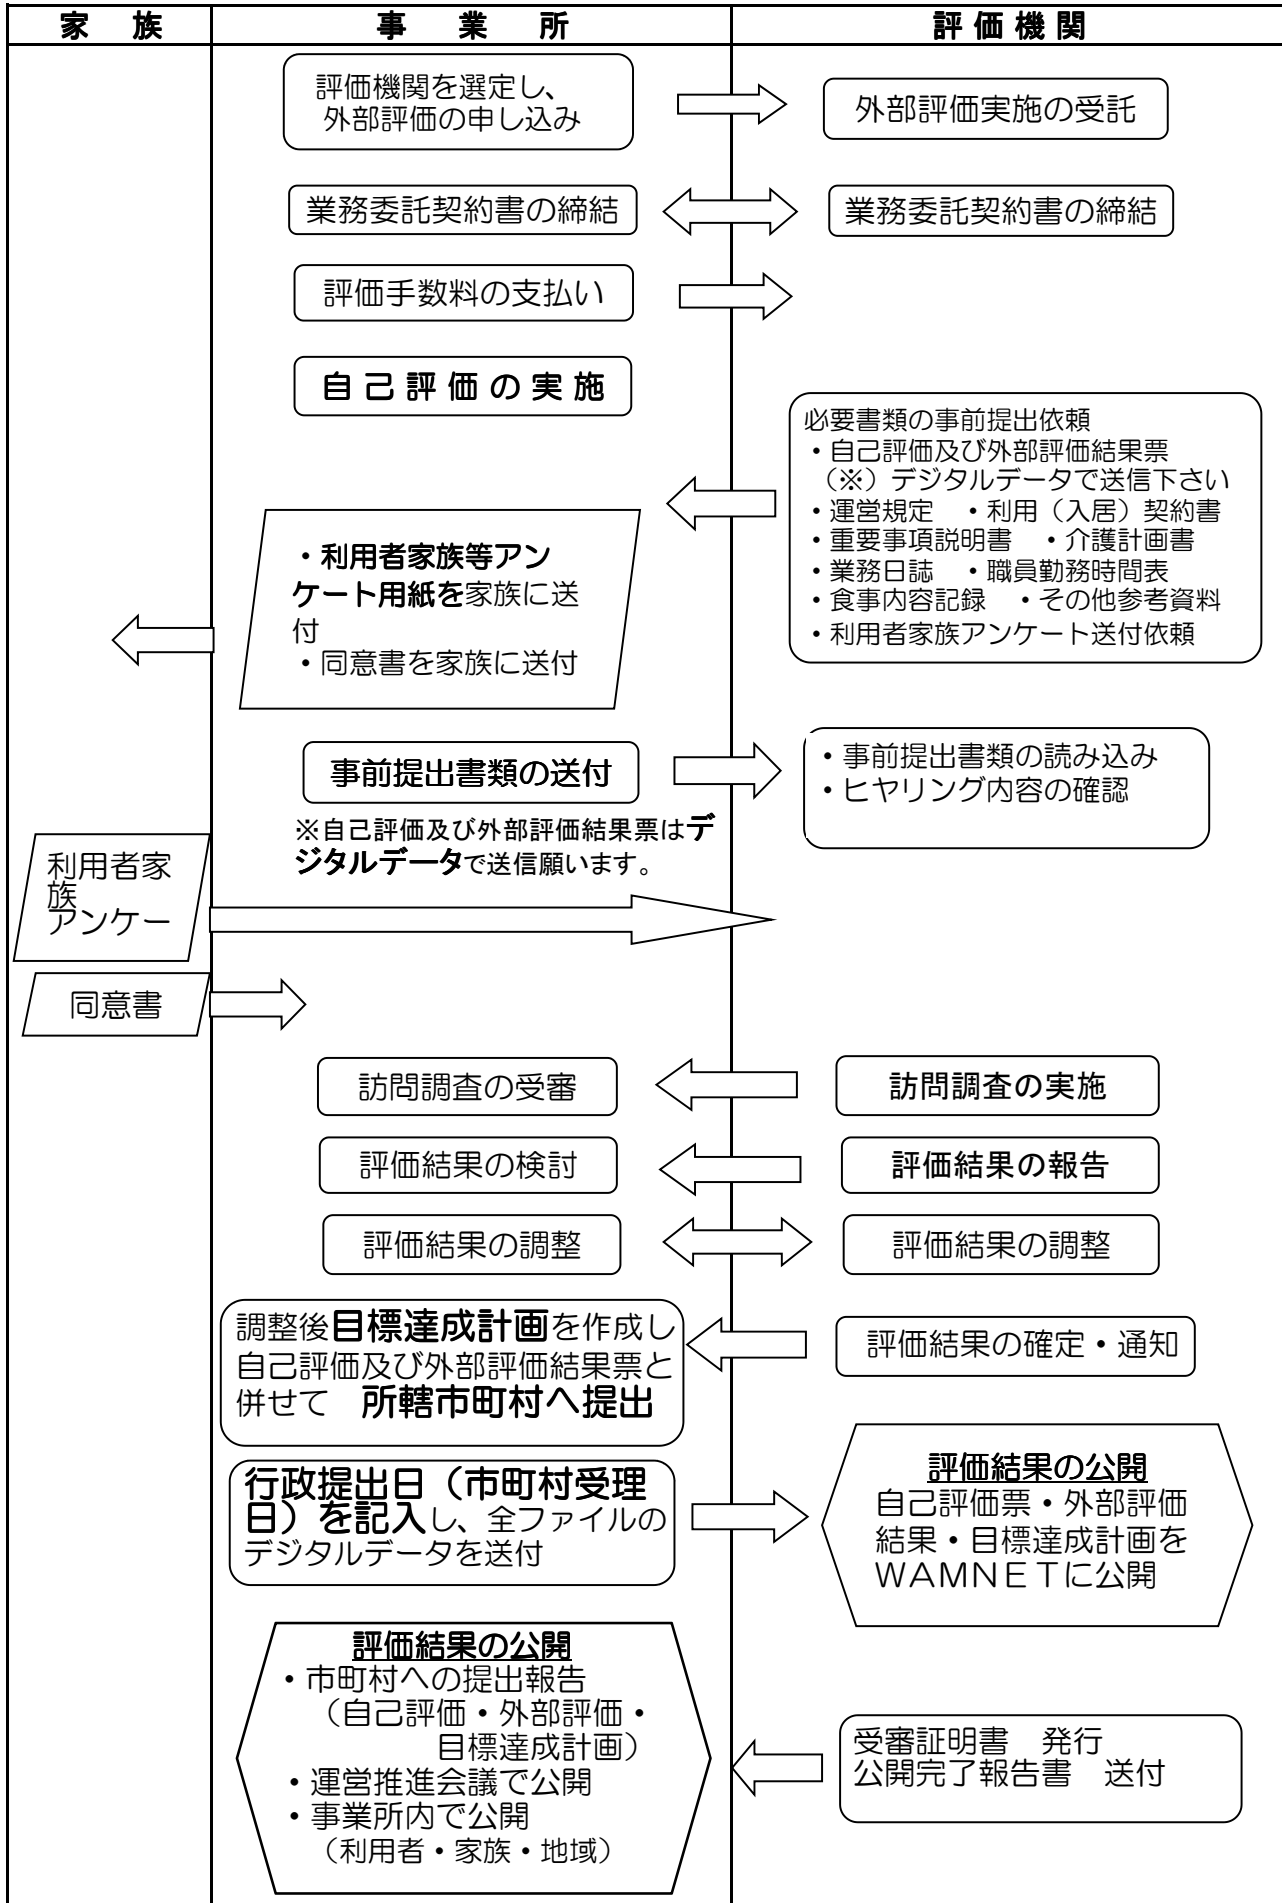 家　族
事　業　所
評 価 機 関
評価機関を選定し、
外部評価の申し込み
外部評価実施の受託
業務委託契約書の締結
業務委託契約書の締結
評価手数料の支払い
自 己 評 価 の 実 施
必要書類の事前提出依頼
・自己評価及び外部評価結果票
（※）デジタルデータで送信下さい
・運営規定　・利用（入居）契約書
・重要事項説明書　・介護計画書
・業務日誌　・職員勤務時間表
・食事内容記録　・その他参考資料
・利用者家族アンケート送付依頼
・利用者家族等アン
ケート用紙を家族に送
付
・同意書を家族に送付
事前提出書類の送付
・事前提出書類の読み込み
・ヒヤリング内容の確認
※自己評価及び外部評価結果票はデ
ジタルデータで送信願います。
利用者家
族
アンケー
同意書
訪問調査の受審
訪問調査の実施
評価結果の検討
評価結果の報告
評価結果の調整
評価結果の調整
調整後目標達成計画を作成し
自己評価及び外部評価結果票と
併せて　所轄市町村へ提出
評価結果の確定・通知
行政提出日（市町村受理
日）を記入し、全ファイルの
デジタルデータを送付
評価結果の公開
自己評価票・外部評価
結果・目標達成計画を
ＷＡＭＮＥＴに公開
評価結果の公開
・市町村への提出報告
（自己評価・外部評価・
目標達成計画）
・運営推進会議で公開
・事業所内で公開
（利用者・家族・地域）
受審証明書　発行
公開完了報告書　送付